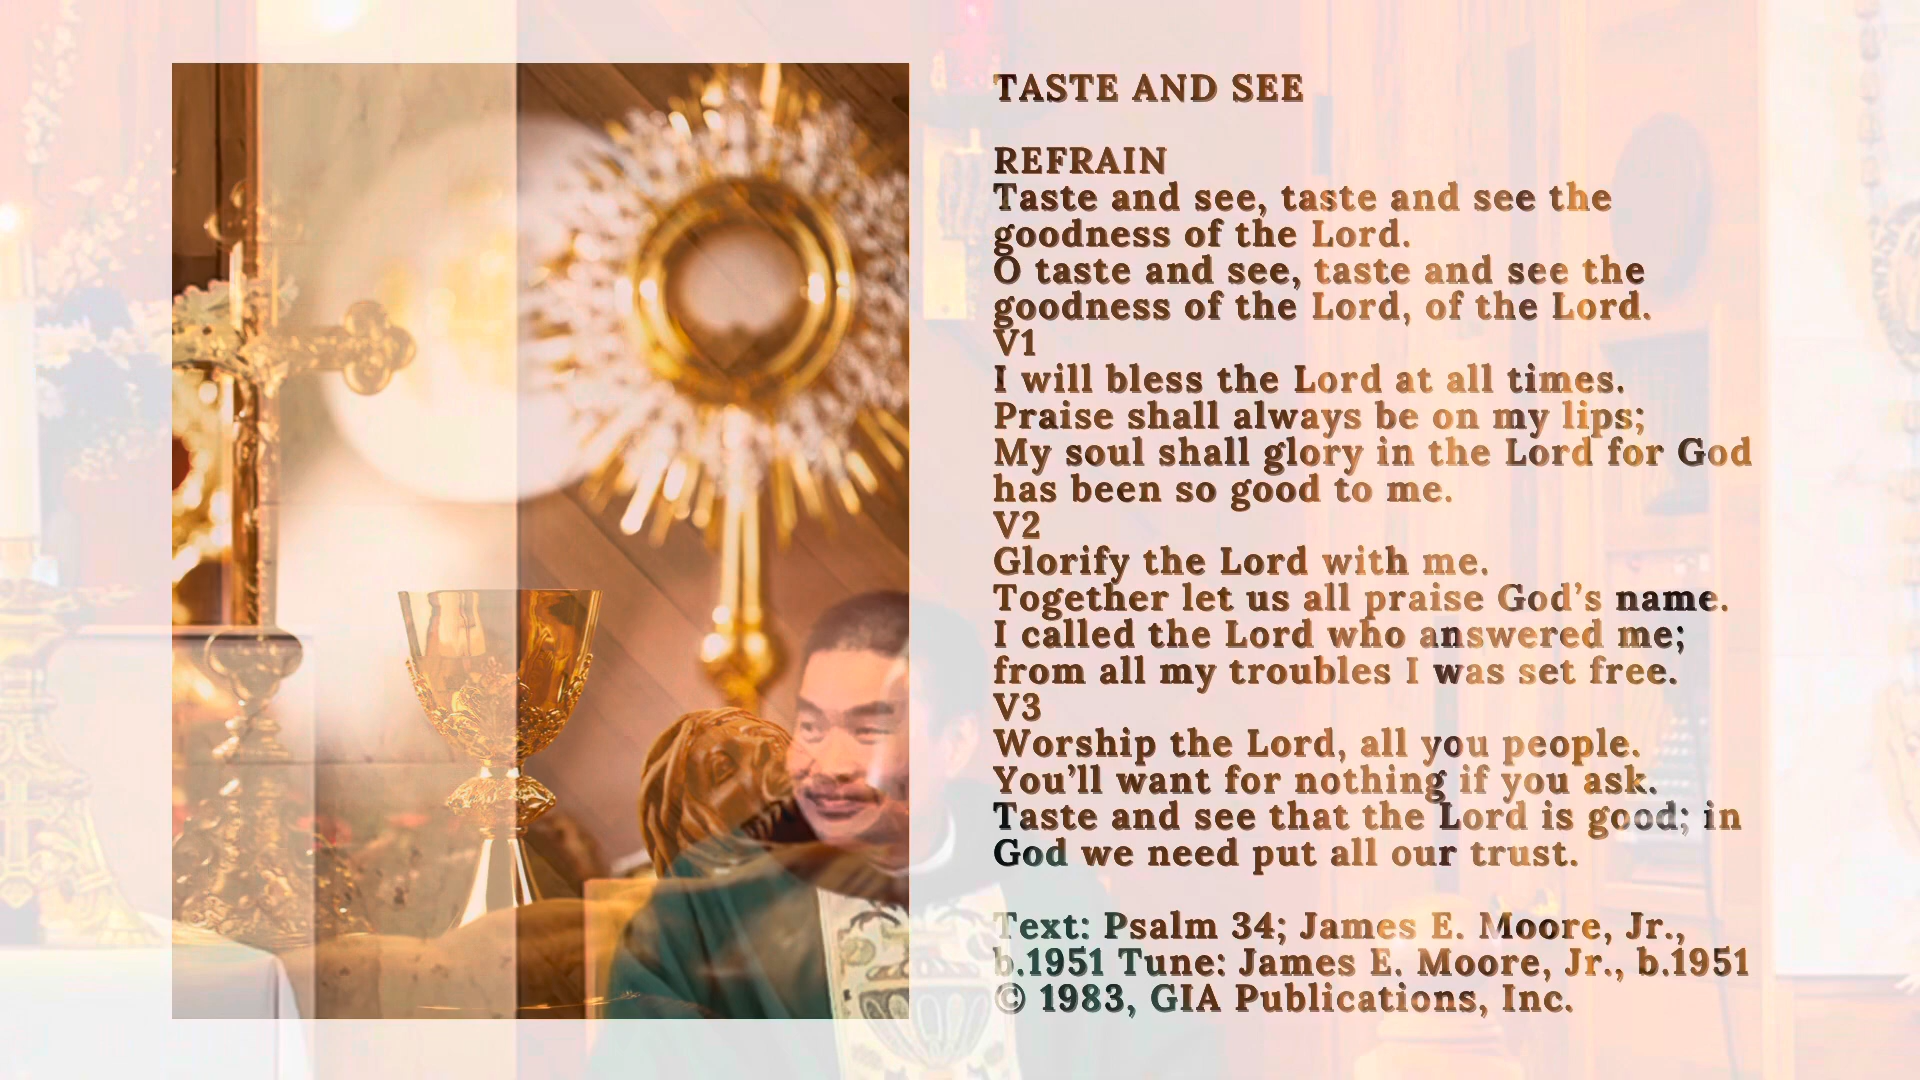 TASTE AND SEE
REFRAIN
Taste and see, taste and see the
goodness of the Lord.
O taste and see, taste and see the
goodness of the Lord, of the Lord.
V1
I will bless the Lord at all times.
Praise shall always be on my lips;
My soul shall glory in the Lord for God
has been so good to me.
V2
Glorify the Lord with me.
Together let us all praise God’s name.
I called the Lord who answered me;
from all my troubles I was set free.
V3
Worship the Lord, all you people.
You’ll want for nothing if you ask.
Taste and see that the Lord is good; in
God we need put all our trust.
Text: Psalm 34; James E. Moore, Jr.,
b.1951 Tune: James E. Moore, Jr., b.1951
© 1983, GIA Publications, Inc.